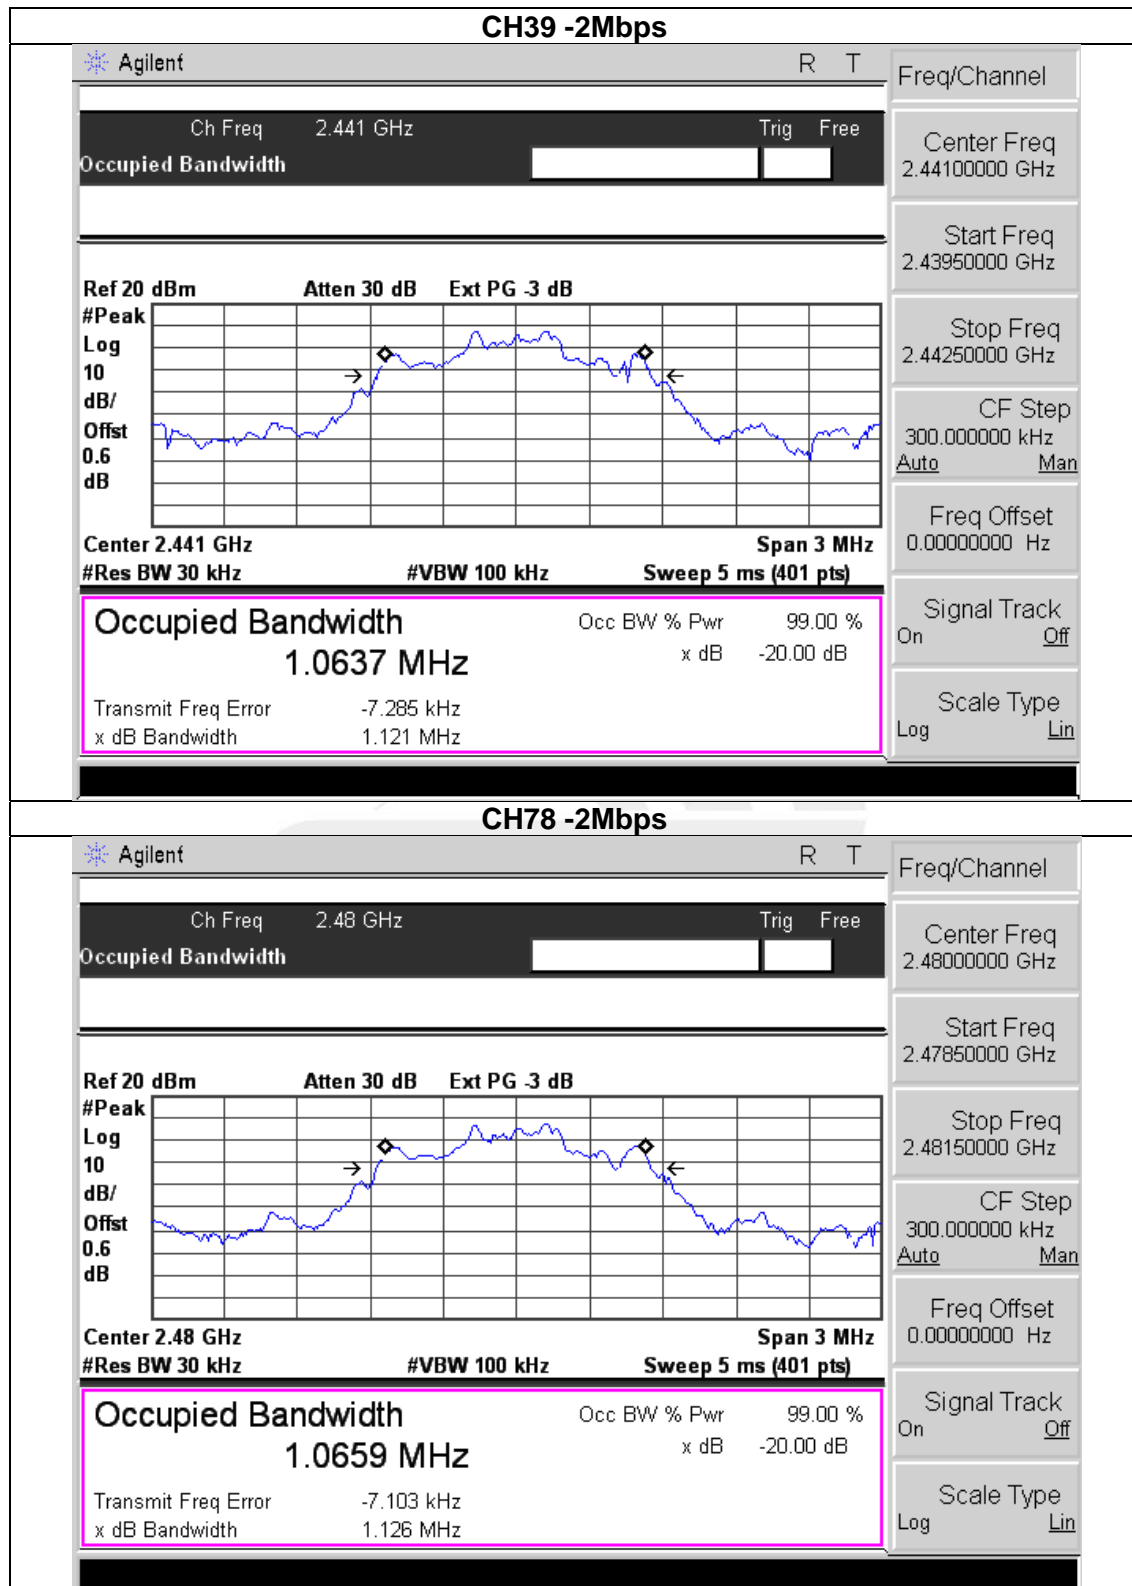 CH39 -2Mbps
Agilent R T
Freq/Channel
Ch Freq 2.441 GHz Trig Free
Occupied Bandwidth
Center Freq
2.44100000 GHz
Start Freq
2.43950000 GHz
Stop Freq
2.44250000 GHz
CF Step
300.000000 kHz
Auto Man
Freq Offset
0.00000000 Hz
Signal Track
On Off
Scale Type
Log Lin
Ref 20 dBm Atten 30 dB Ext PG -3 dB
#Peak
Log
10
dB/
Offst
0.6
dB
Center 2.441 GHz Span 3 MHz
#Res BW 30 kHz #VBW 100 kHz Sweep 5 ms (401 pts)
Occupied Bandwidth Occ BW % Pwr 99.00 %
1.0637 MHz x dB -20.00 dB
Transmit Freq Error -7.285 kHz
x dB Bandwidth 1.121 MHz
CH78 -2Mbps
Agilent R T
Freq/Channel
Ch Freq 2.48 GHz Trig Free
Occupied Bandwidth
Center Freq
2.48000000 GHz
Start Freq
2.47850000 GHz
Stop Freq
2.48150000 GHz
CF Step
300.000000 kHz
Auto Man
Freq Offset
0.00000000 Hz
Signal Track
On Off
Scale Type
Log Lin
Ref 20 dBm Atten 30 dB Ext PG -3 dB
#Peak
Log
10
dB/
Offst
0.6
dB
Center 2.48 GHz Span 3 MHz
#Res BW 30 kHz #VBW 100 kHz Sweep 5 ms (401 pts)
Occupied Bandwidth Occ BW % Pwr 99.00 %
1.0659 MHz x dB -20.00 dB
Transmit Freq Error -7.103 kHz
x dB Bandwidth 1.126 MHz